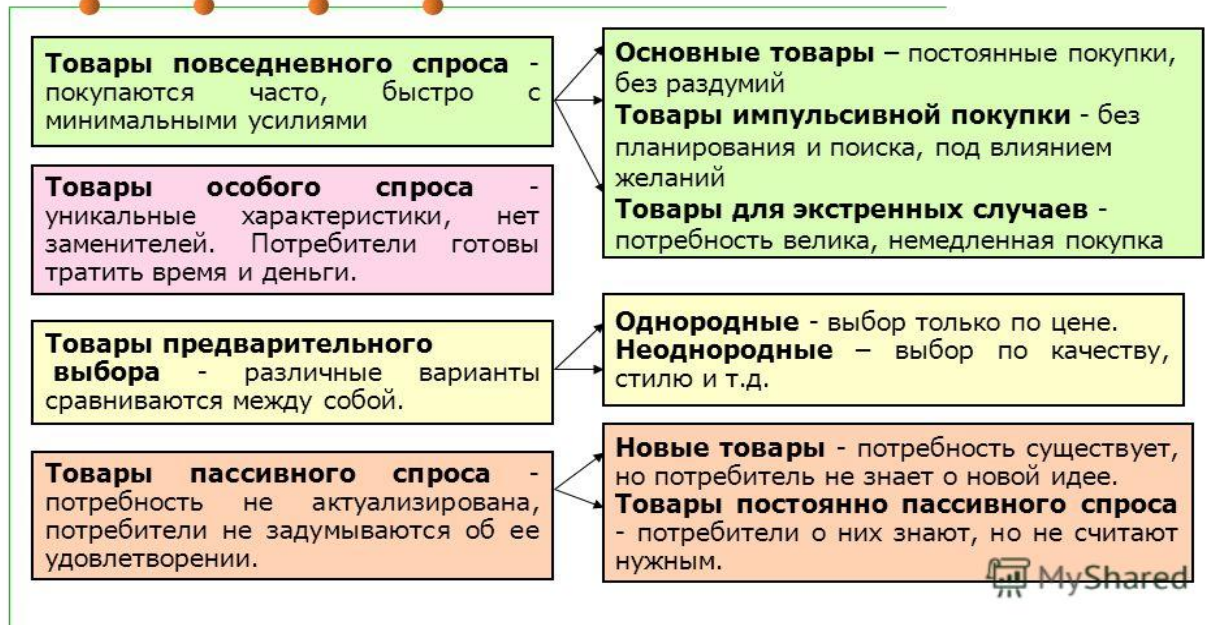 Товары повседневного спроса -
покупаются часто, быстро с
минимальными усилиями
Основные товары – постоянные покупки,
без раздумий
Товары импульсивной покупки - без
планирования и поиска, под влиянием
желаний
Товары для экстренных случаев -
потребность велика, немедленная покупка
Товары особого спроса -
уникальные характеристики, нет
заменителей. Потребители готовы
тратить время и деньги.
Товары предварительного
выбора - различные варианты
сравниваются между собой.
Однородные - выбор только по цене.
Неоднородные – выбор по качеству,
стилю и т.д.
Товары пассивного спроса -
потребность не актуализирована,
потребители не задумываются об ее
удовлетворении.
Новые товары - потребность существует,
но потребитель не знает о новой идее.
Товары постоянно пассивного спроса
- потребители о них знают, но не считают
нужным.
MyShared